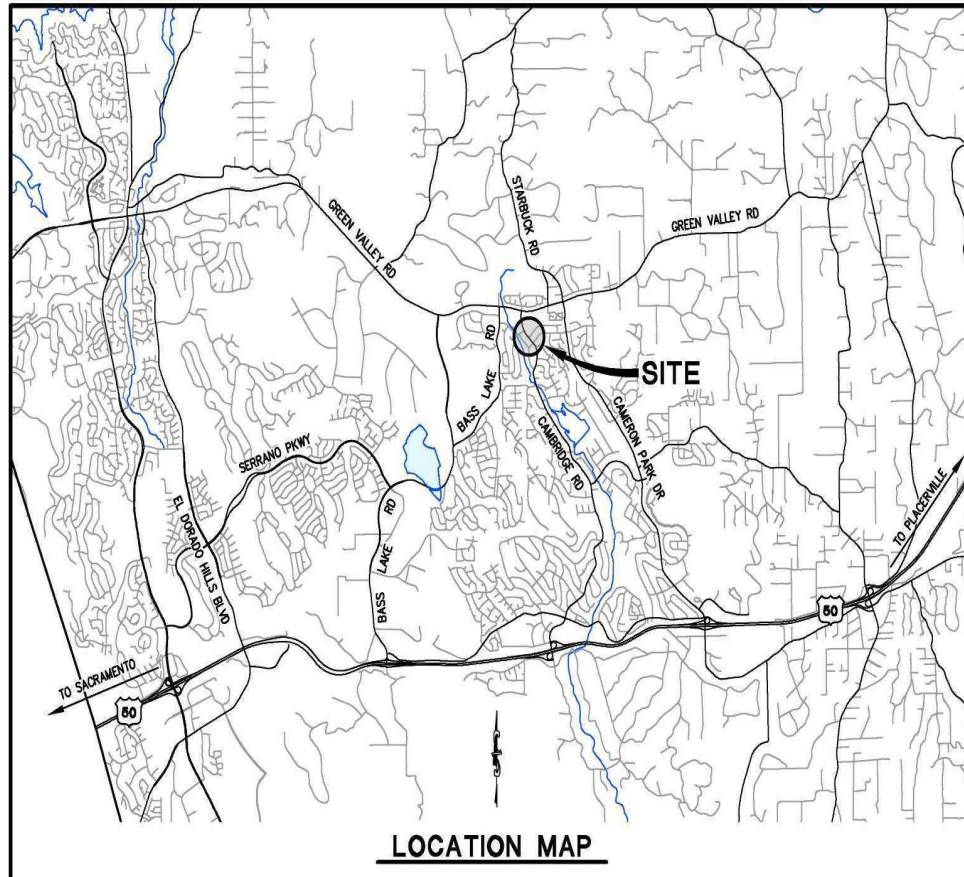 STARBUCK RD
GREEN VALLEY RD
GREEN VALLEY RD
BASS LAKE RD
SITE
CAMERON PARK DR
CAMBRIDGE RD
SERRANO PKWY
EL DORADO HILLS BLVD
BASS LAKE RD
TO PLACERVILLE
50
TO SACRAMENTO
50
LOCATION MAP